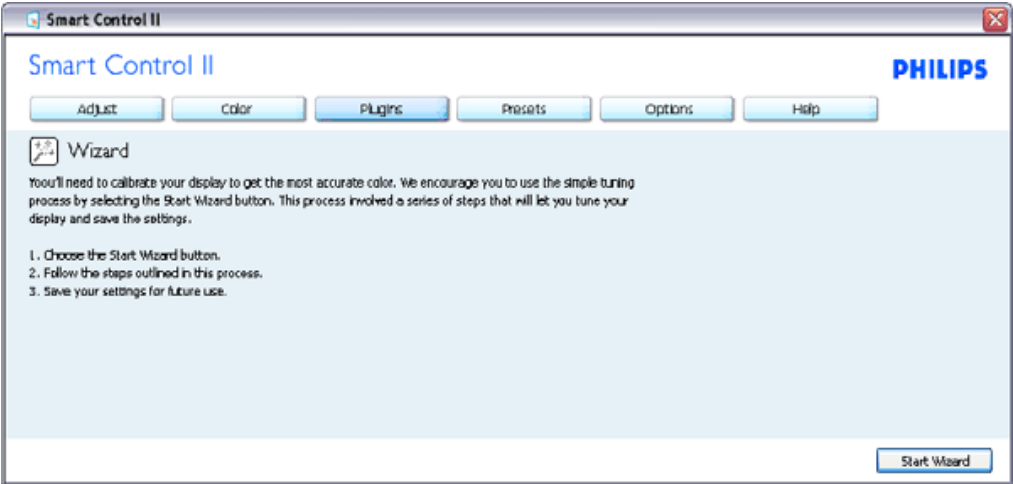 Smart Control II
Smart Control II
PHILIPS
Adjust Color Plugins Presets Options Help
Wizard
Yoou'll need to calibrate your display to get the most accurate color. We encourage you to use the simple tuning
process by selecting the Start Wizard button. This process involved a series of steps that will let you tune your
display and save the settings.
1. Choose the Start Wizard button.
2. Follow the steps outlined in this process.
3. Save your settings for future use.
Start Wizard